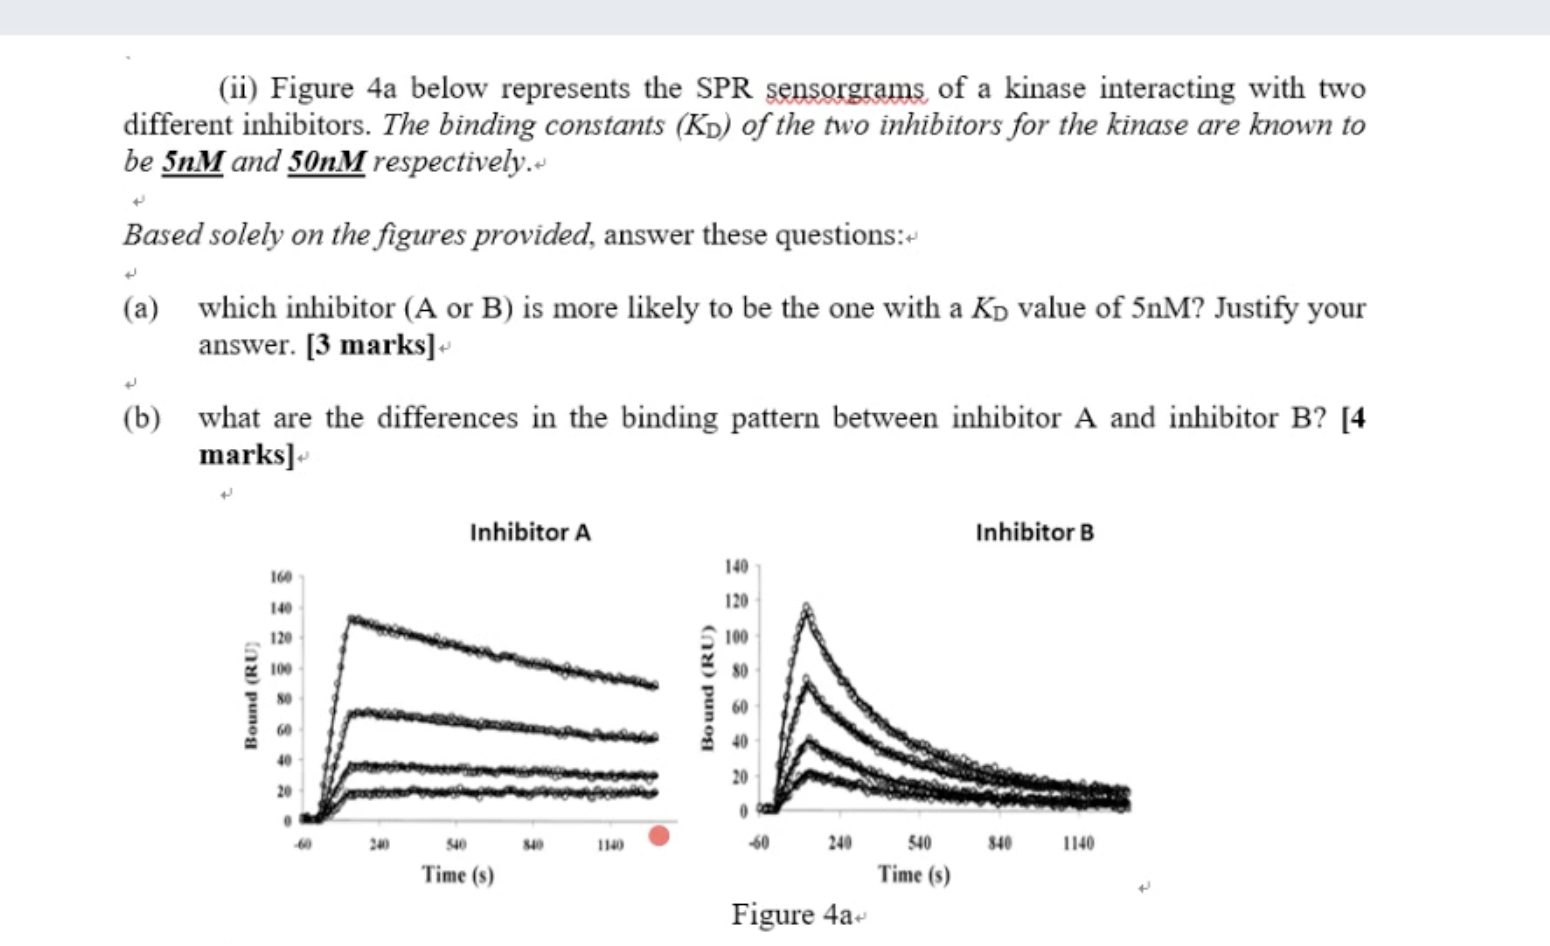 (ii) Figure 4a below represents the SPR sensorgrams of a kinase interacting with two
different inhibitors. The binding constants (KD) of the two inhibitors for the kinase are known to
be 5nM and 50nM respectively.
Based solely on the figures provided, answer these questions:
(a) which inhibitor (A or B) is more likely to be the one with a KD value of 5nM? Justify your
answer. [3 marks]
(b) what are the differences in the binding pattern between inhibitor A and inhibitor B? [4
marks]
Inhibitor A
160
140
120
100
80
60
40
20
0
Bound (RU)
-60 240 540 840 1140
Time (s)
Inhibitor B
140
120
100
80
60
40
20
0
Bound (RU)
-60 240 540 840 1140
Time (s)
Figure 4a